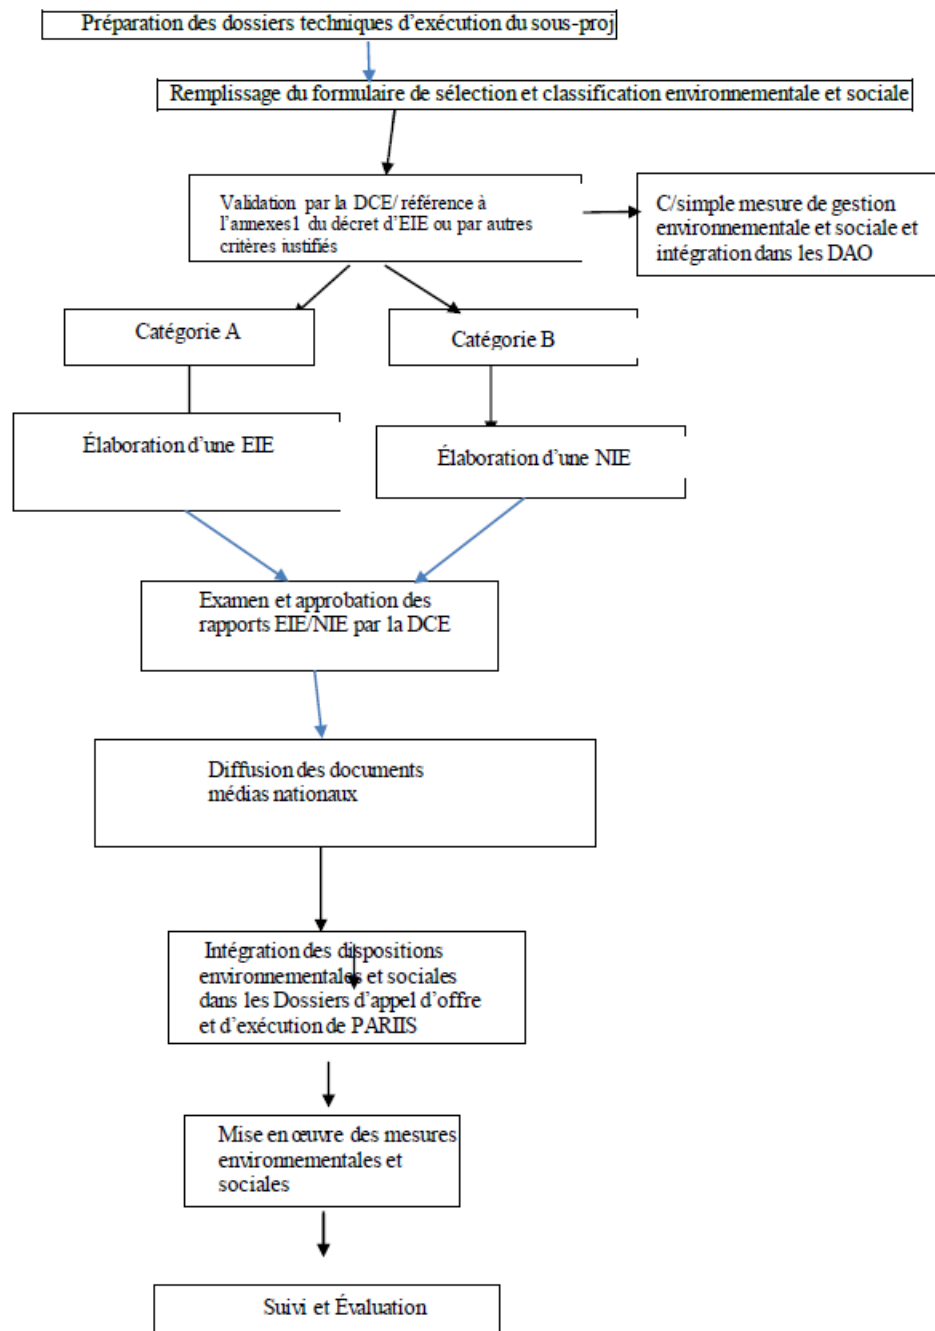 Préparation des dossiers techniques d'exécution du sous-proj
Remplissage du formulaire de sélection et classification environnementale et sociale
Validation par la DCE/ référence à
l'annexes1 du décret d'EIE ou par autres
critères justifiés
C/simple mesure de gestion
environnementale et sociale et
intégration dans les DAO
Catégorie A
Catégorie B
Élaboration d'une EIE
Élaboration d'une NIE
Examen et approbation des
rapports EIE/NIE par la DCE
Diffusion des documents
médias nationaux
Intégration des dispositions
environnementales et sociales
dans les Dossiers d'appel d'offre
et d'exécution de PARIIS
Mise en œuvre des mesures
environnementales et
sociales
Suivi et Évaluation